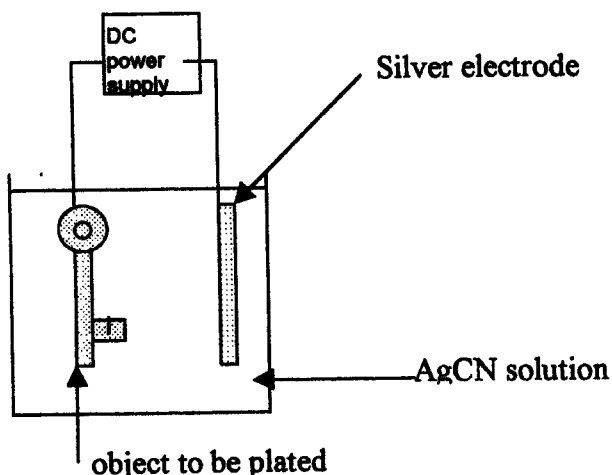 DC
power
supply
Silver electrode
AgCN solution
object to be plated